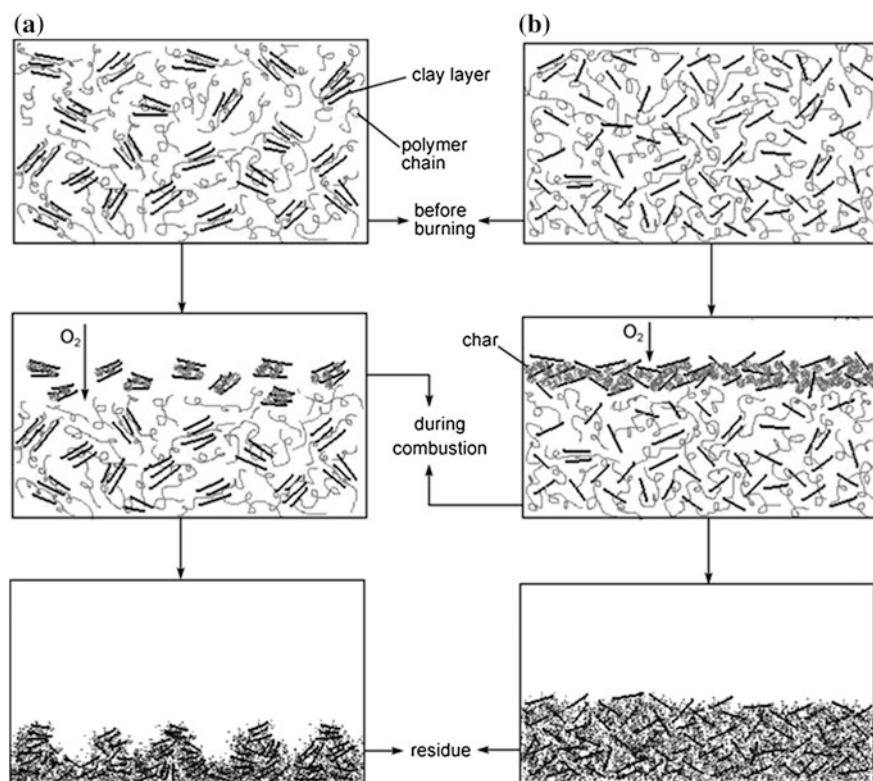 (a)
(b)
clay layer
polymer
chain
before
burning
O₂
O₂
char
during
combustion
residue